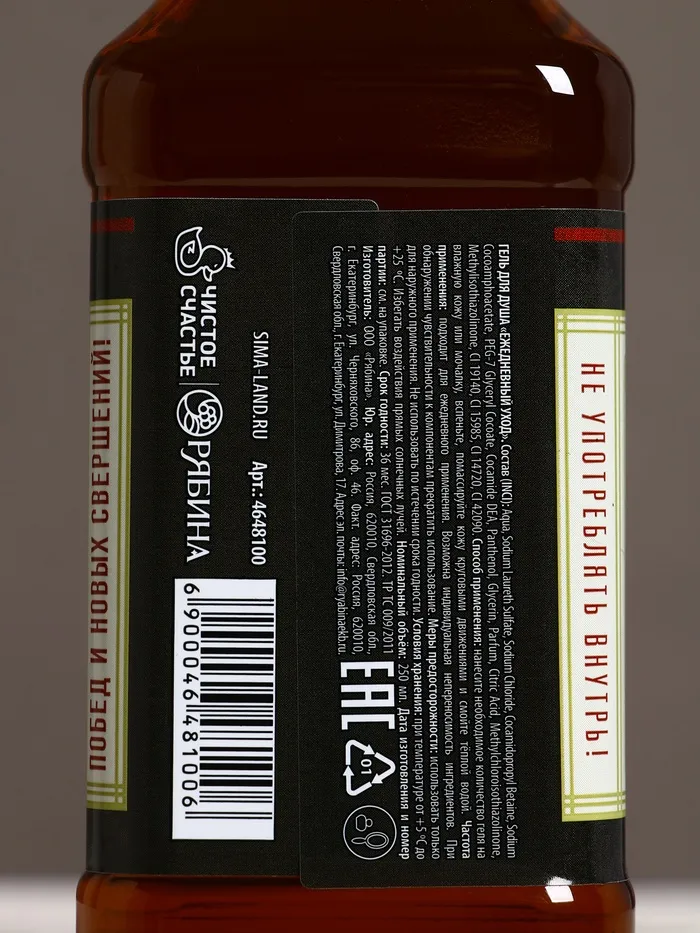 НЕ УПОТРЕБЛЯТЬ ВНУТРЬ!
ГЕЛЬ ДЛЯ ДУША «ЕЖЕДНЕВНЫЙ УХОД». Состав (INCI): Aqua, Sodium Laureth Sulfate, Sodium Chloride, Cocamidopropyl Betaine, Sodium
Cocoamphoacetate, PEG-7 Glyceryl Cocoate, Cocamide DEA, Panthenol, Glycerin, Parfum, Citric Acid, Methylchloroisothiazolinone,
Methylisothiazolinone, CI 19140, CI 15985, CI 14720, CI 42090. Способ применения: нанесите необходимое количество геля на
влажную кожу или мочалку, вспеньте, помассируйте кожу круговыми движениями и смойте тёплой водой. Частота
применения: подходит для ежедневного применения. Возможна индивидуальная непереносимость ингредиентов. При
обнаружении чувствительности к компонентам прекратить использование. Меры предосторожности: использовать только
для наружного применения. Не использовать по истечении срока годности. Условия хранения: при температуре от +5 °C до
+25 °C. Избегать воздействия прямых солнечных лучей. Номинальный объём: 250 мл. Дата изготовления и номер
партии: см. на упаковке. Срок годности: 36 мес. ГОСТ 31696-2012. ТР ТС 009/2011
Изготовитель: ООО «Рябина». Юр. адрес: Россия, 620010, Свердловская обл.,
г. Екатеринбург, ул. Черняховского, 86, оф. 46. Факт. адрес: Россия, 620010,
Свердловская обл., г. Екатеринбург, ул. Димитрова, 17. Адрес эл. почты: info@ryabinaekb.ru.
EAC
01
SIMA-LAND.RU Арт.: 4648100
ЧИСТОЕ
СЧАСТЬЕ
РЯБИНА
6 900046 481006
ПОБЕД И НОВЫХ СВЕРШЕНИЙ!